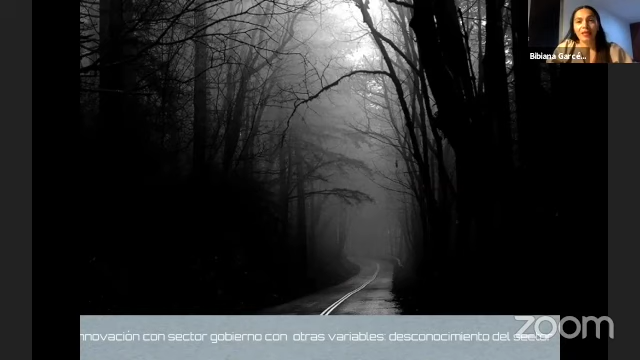 Bibiana Garcé...
nnovación con sector gobierno con otras variables: desconocimiento del sector
zoom